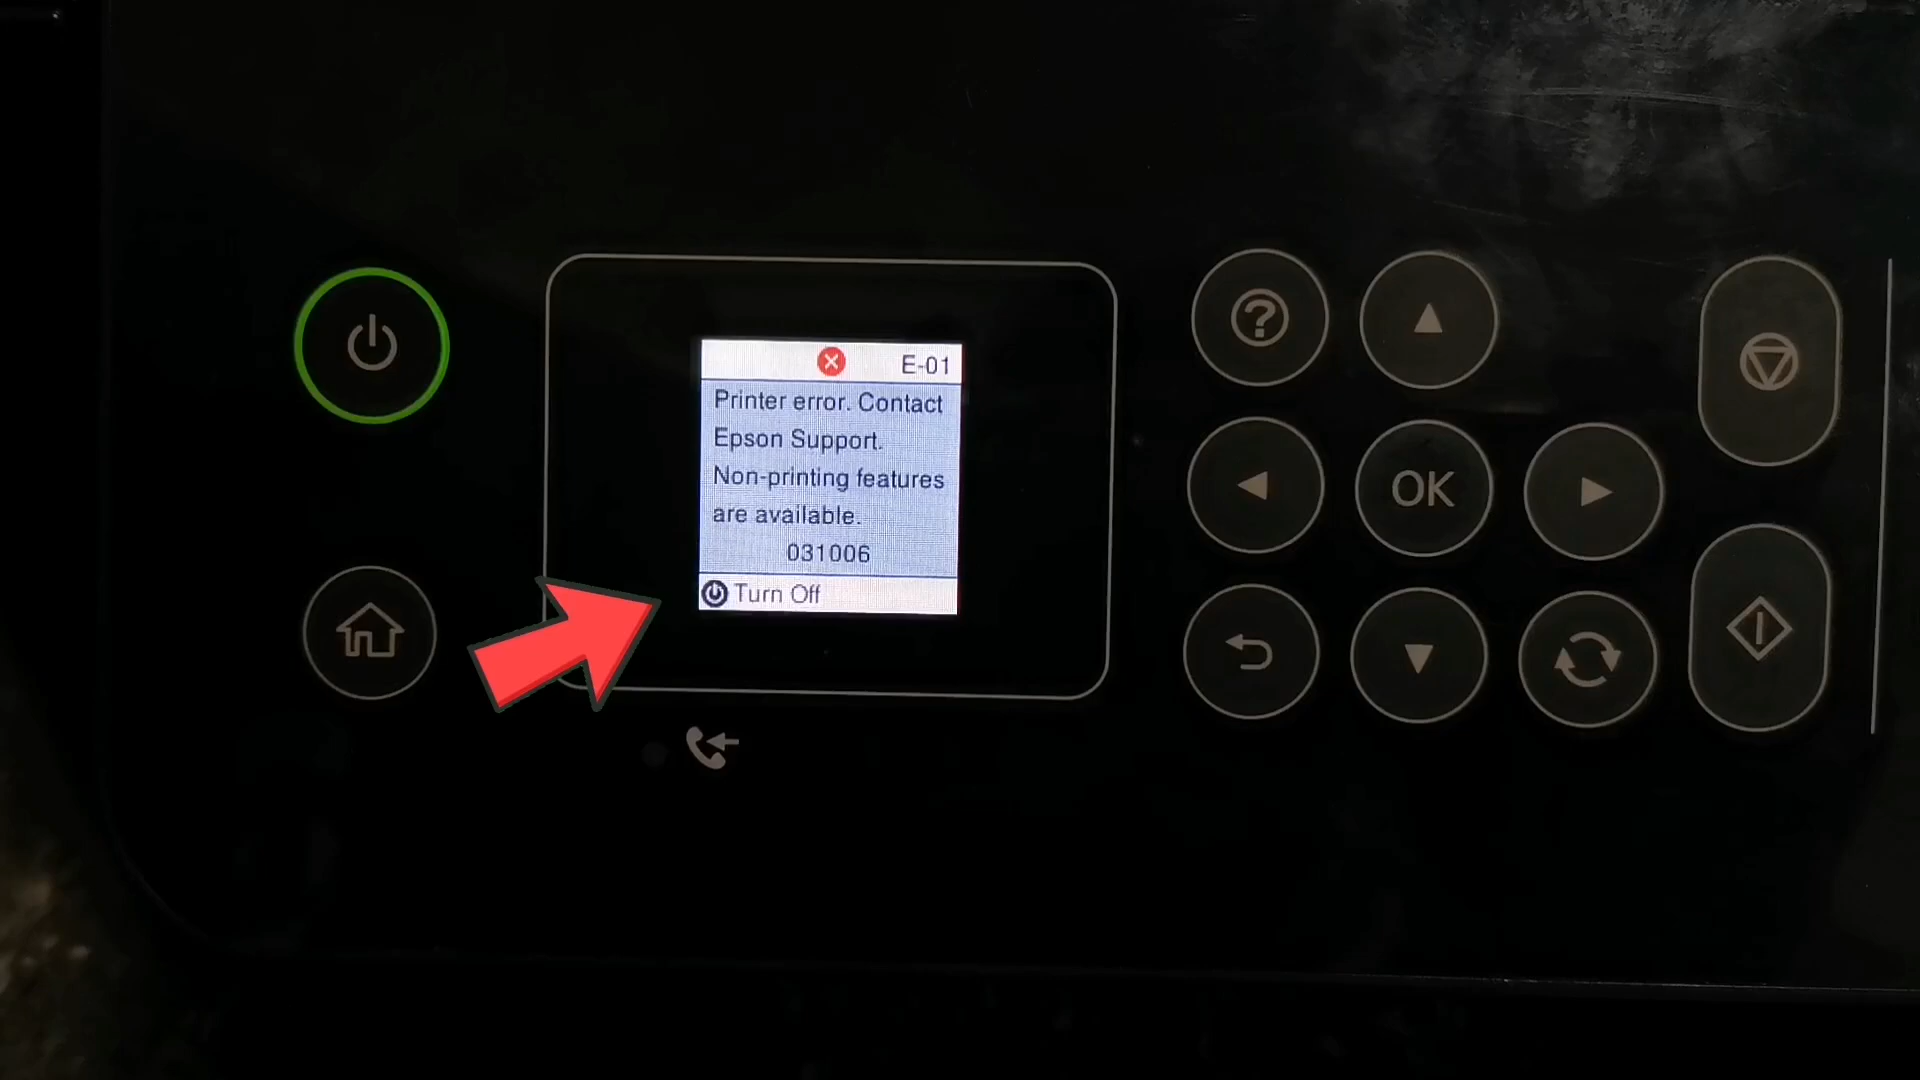 E-01
Printer error. Contact
Epson Support.
Non-printing features
are available.
031006
Turn Off
OK